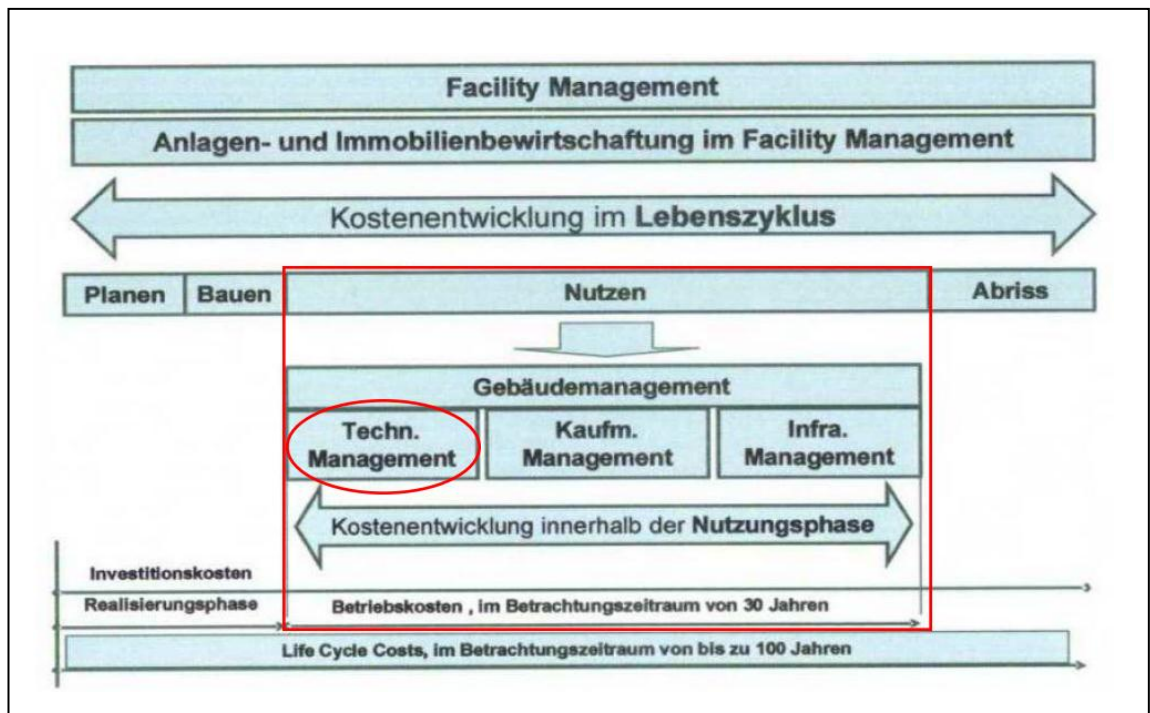 Facility Management
Anlagen- und Immobilienbewirtschaftung im Facility Management
Kostenentwicklung im Lebenszyklus
Planen
Bauen
Nutzen
Abriss
Gebäudemanagement
Techn.
Management
Kaufm.
Management
Infra.
Management
Kostenentwicklung innerhalb der Nutzungsphase
Investitionskosten
Realisierungsphase
Betriebskosten , im Betrachtungszeitraum von 30 Jahren
Life Cycle Costs, im Betrachtungszeitraum von bis zu 100 Jahren